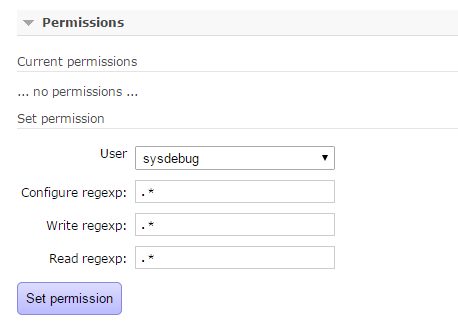 Permissions
Current permissions
... no permissions ...
Set permission
User sysdebug
Configure regexp: .*
Write regexp: .*
Read regexp: .*
Set permission